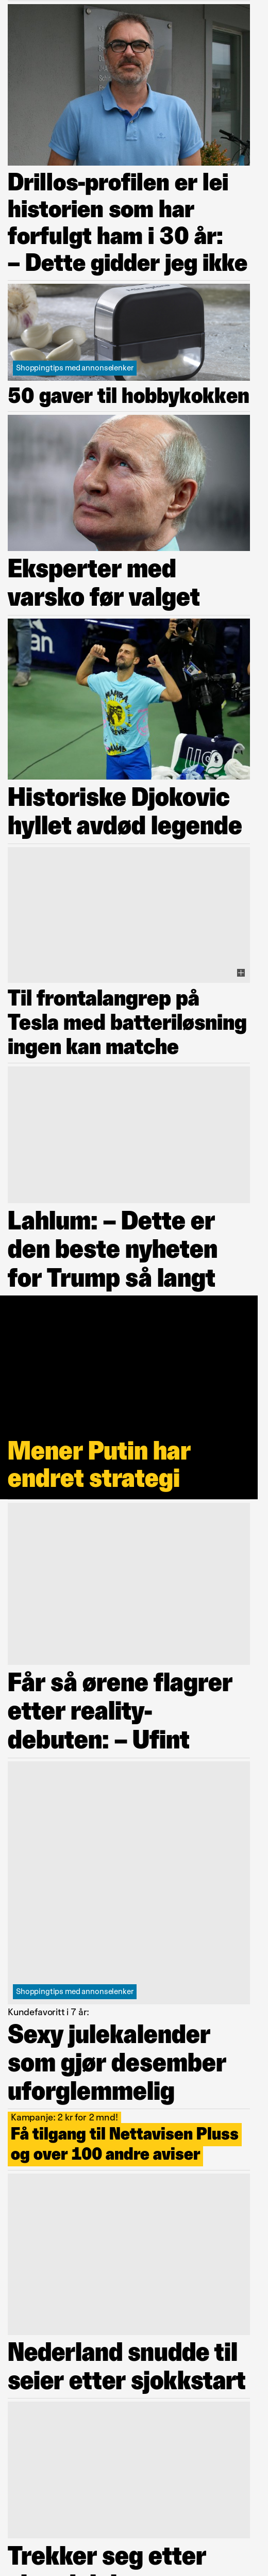 Drillos-profilen er lei
historien som har
forfulgt ham i 30 år:
– Dette gidder jeg ikke
Shoppingtips med annonselenker
50 gaver til hobbykokken
Eksperter med
varsko før valget
MAMBA
FOREVER
Historiske Djokovic
hyllet avdød legende
Til frontalangrep på
Tesla med batteriløsning
ingen kan matche
Lahlum: – Dette er
den beste nyheten
for Trump så langt
Mener Putin har
endret strategi
Får så ørene flagrer
etter reality-
debuten: – Ufint
Shoppingtips med annonselenker
Kundefavoritt i 7 år:
Sexy julekalender
som gjør desember
uforglemmelig
Kampanje: 2 kr for 2 mnd!
Få tilgang til Nettavisen Pluss
og over 100 andre aviser
Nederland snudde til
seier etter sjokkstart
Trekker seg etter